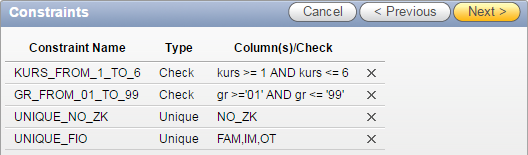 Constraints Cancel < Previous Next >
Constraint Name Type Column(s)/Check
KURS_FROM_1_TO_6 Check kurs >= 1 AND kurs <= 6 ×
GR_FROM_01_TO_99 Check gr >='01' AND gr <= '99' ×
UNIQUE_NO_ZK Unique NO_ZK ×
UNIQUE_FIO Unique FAM,IM,OT ×